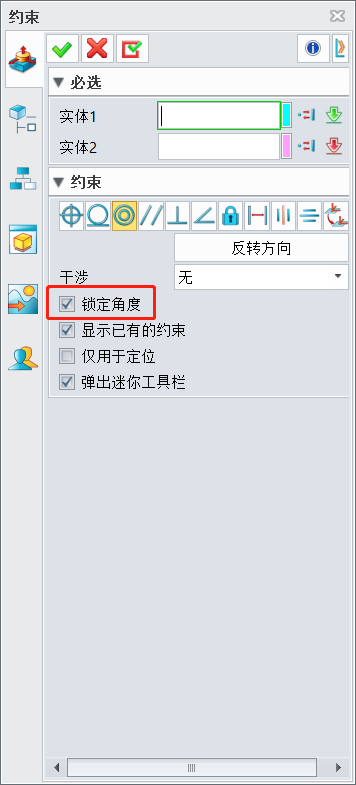 约束
必选
实体1
实体2
约束
反转方向
干涉 无
锁定角度
显示已有的约束
仅用于定位
弹出迷你工具栏